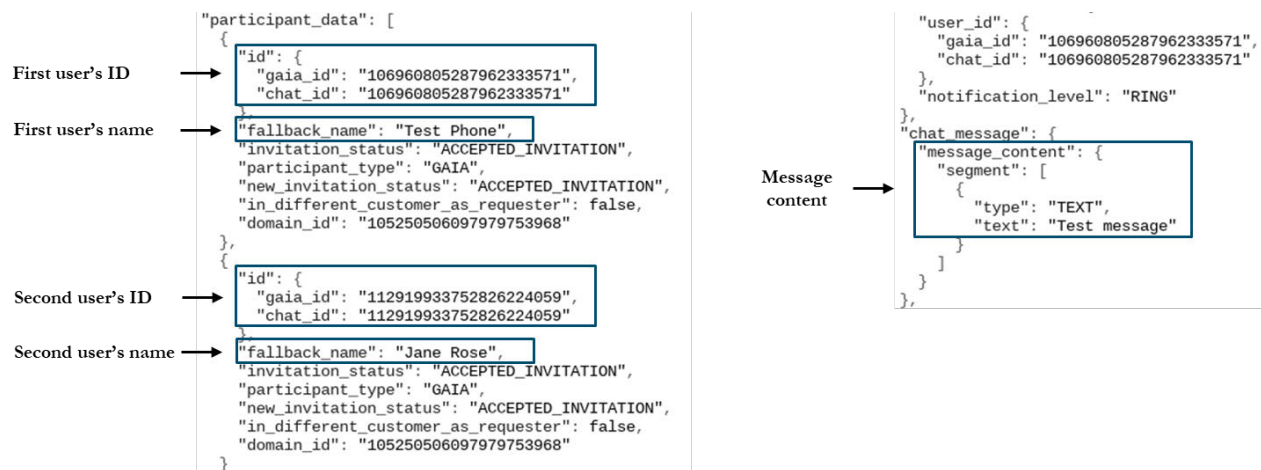 "participant_data": [
{
First user's ID
"id": {
"gaia_id": "106960805287962333571",
"chat_id": "106960805287962333571"
},
First user's name
"fallback_name": "Test Phone",
"invitation_status": "ACCEPTED_INVITATION",
"participant_type": "GAIA",
"new_invitation_status": "ACCEPTED_INVITATION",
"in_different_customer_as_requester": false,
"domain_id": "105250506097979753968"
},
{
Second user's ID
"id": {
"gaia_id": "112919933752826224059",
"chat_id": "112919933752826224059"
},
Second user's name
"fallback_name": "Jane Rose",
"invitation_status": "ACCEPTED_INVITATION",
"participant_type": "GAIA",
"new_invitation_status": "ACCEPTED_INVITATION",
"in_different_customer_as_requester": false,
"domain_id": "105250506097979753968"
}
"user_id": {
"gaia_id": "106960805287962333571",
"chat_id": "106960805287962333571"
},
"notification_level": "RING"
},
"chat_message": {
Message
content
"message_content": {
"segment": [
{
"type": "TEXT",
"text": "Test message"
}
]
}
},